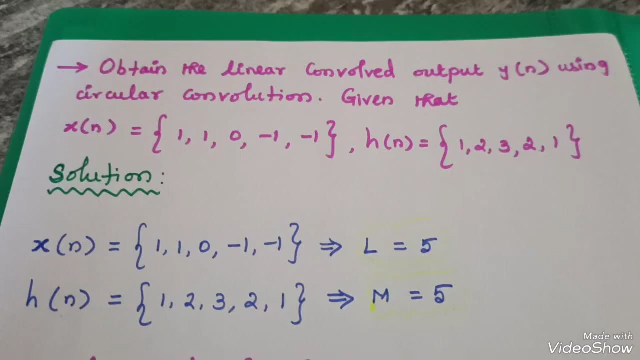 → Obtain the linear convolved output y(n) using
circular convolution. Given that
x(n) = { 1, 1, 0, -1, -1 } , h(n) = { 1, 2, 3, 2, 1 }
Solution:
x(n) = { 1, 1, 0, -1, -1 } ⇒ L = 5
h(n) = { 1, 2, 3, 2, 1 } ⇒ M = 5
Made with
VideoShow